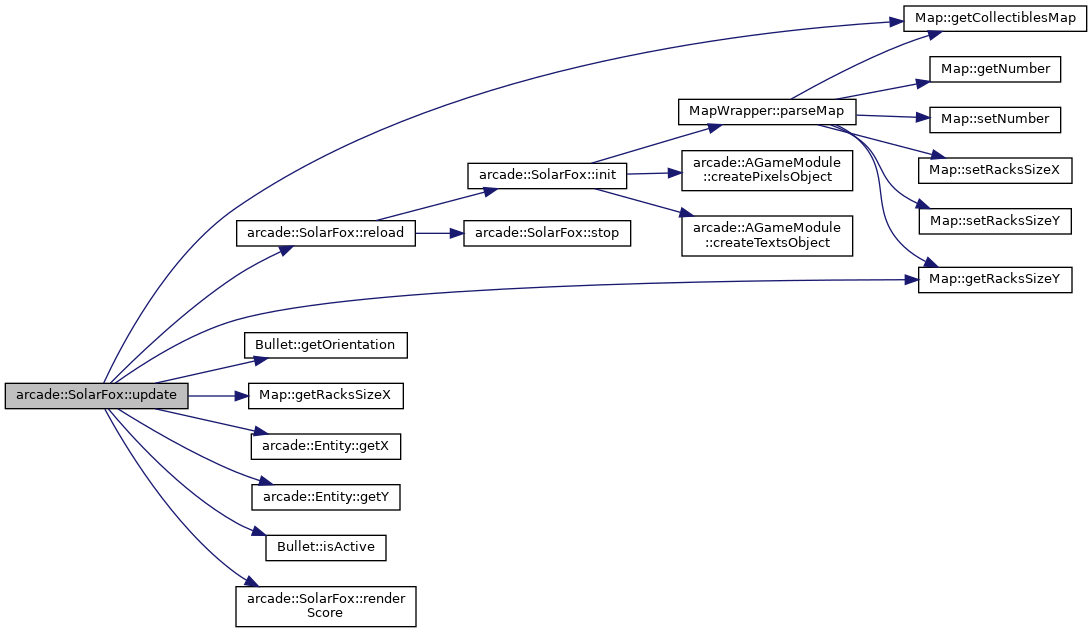 Map::getCollectiblesMap
Map::getNumber
MapWrapper::parseMap
Map::setNumber
arcade::AGameModule
::createPixelsObject
Map::setRacksSizeX
arcade::SolarFox::init
Map::setRacksSizeY
arcade::SolarFox::reload
arcade::SolarFox::stop
arcade::AGameModule
::createTextsObject
Map::getRacksSizeY
Bullet::getOrientation
arcade::SolarFox::update
Map::getRacksSizeX
arcade::Entity::getX
arcade::Entity::getY
Bullet::isActive
arcade::SolarFox::render
Score